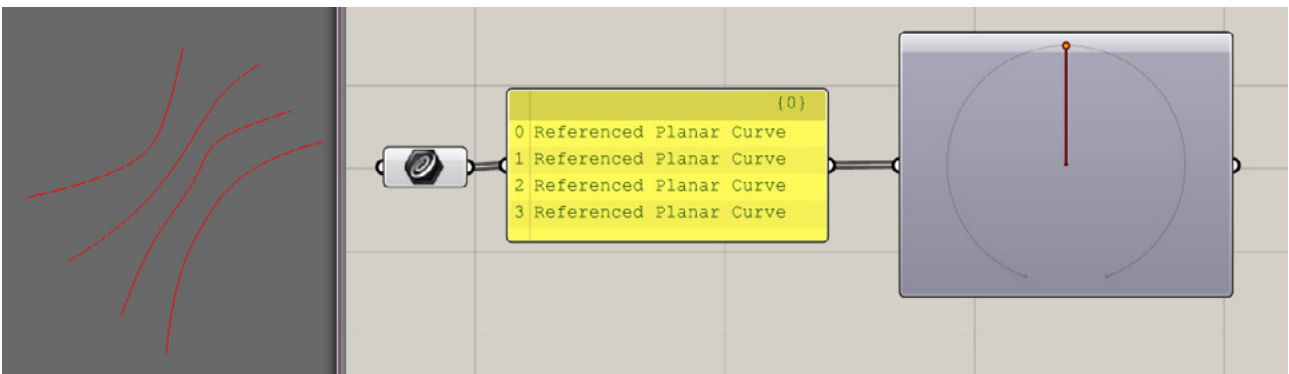 {0}
0 Referenced Planar Curve
1 Referenced Planar Curve
2 Referenced Planar Curve
3 Referenced Planar Curve